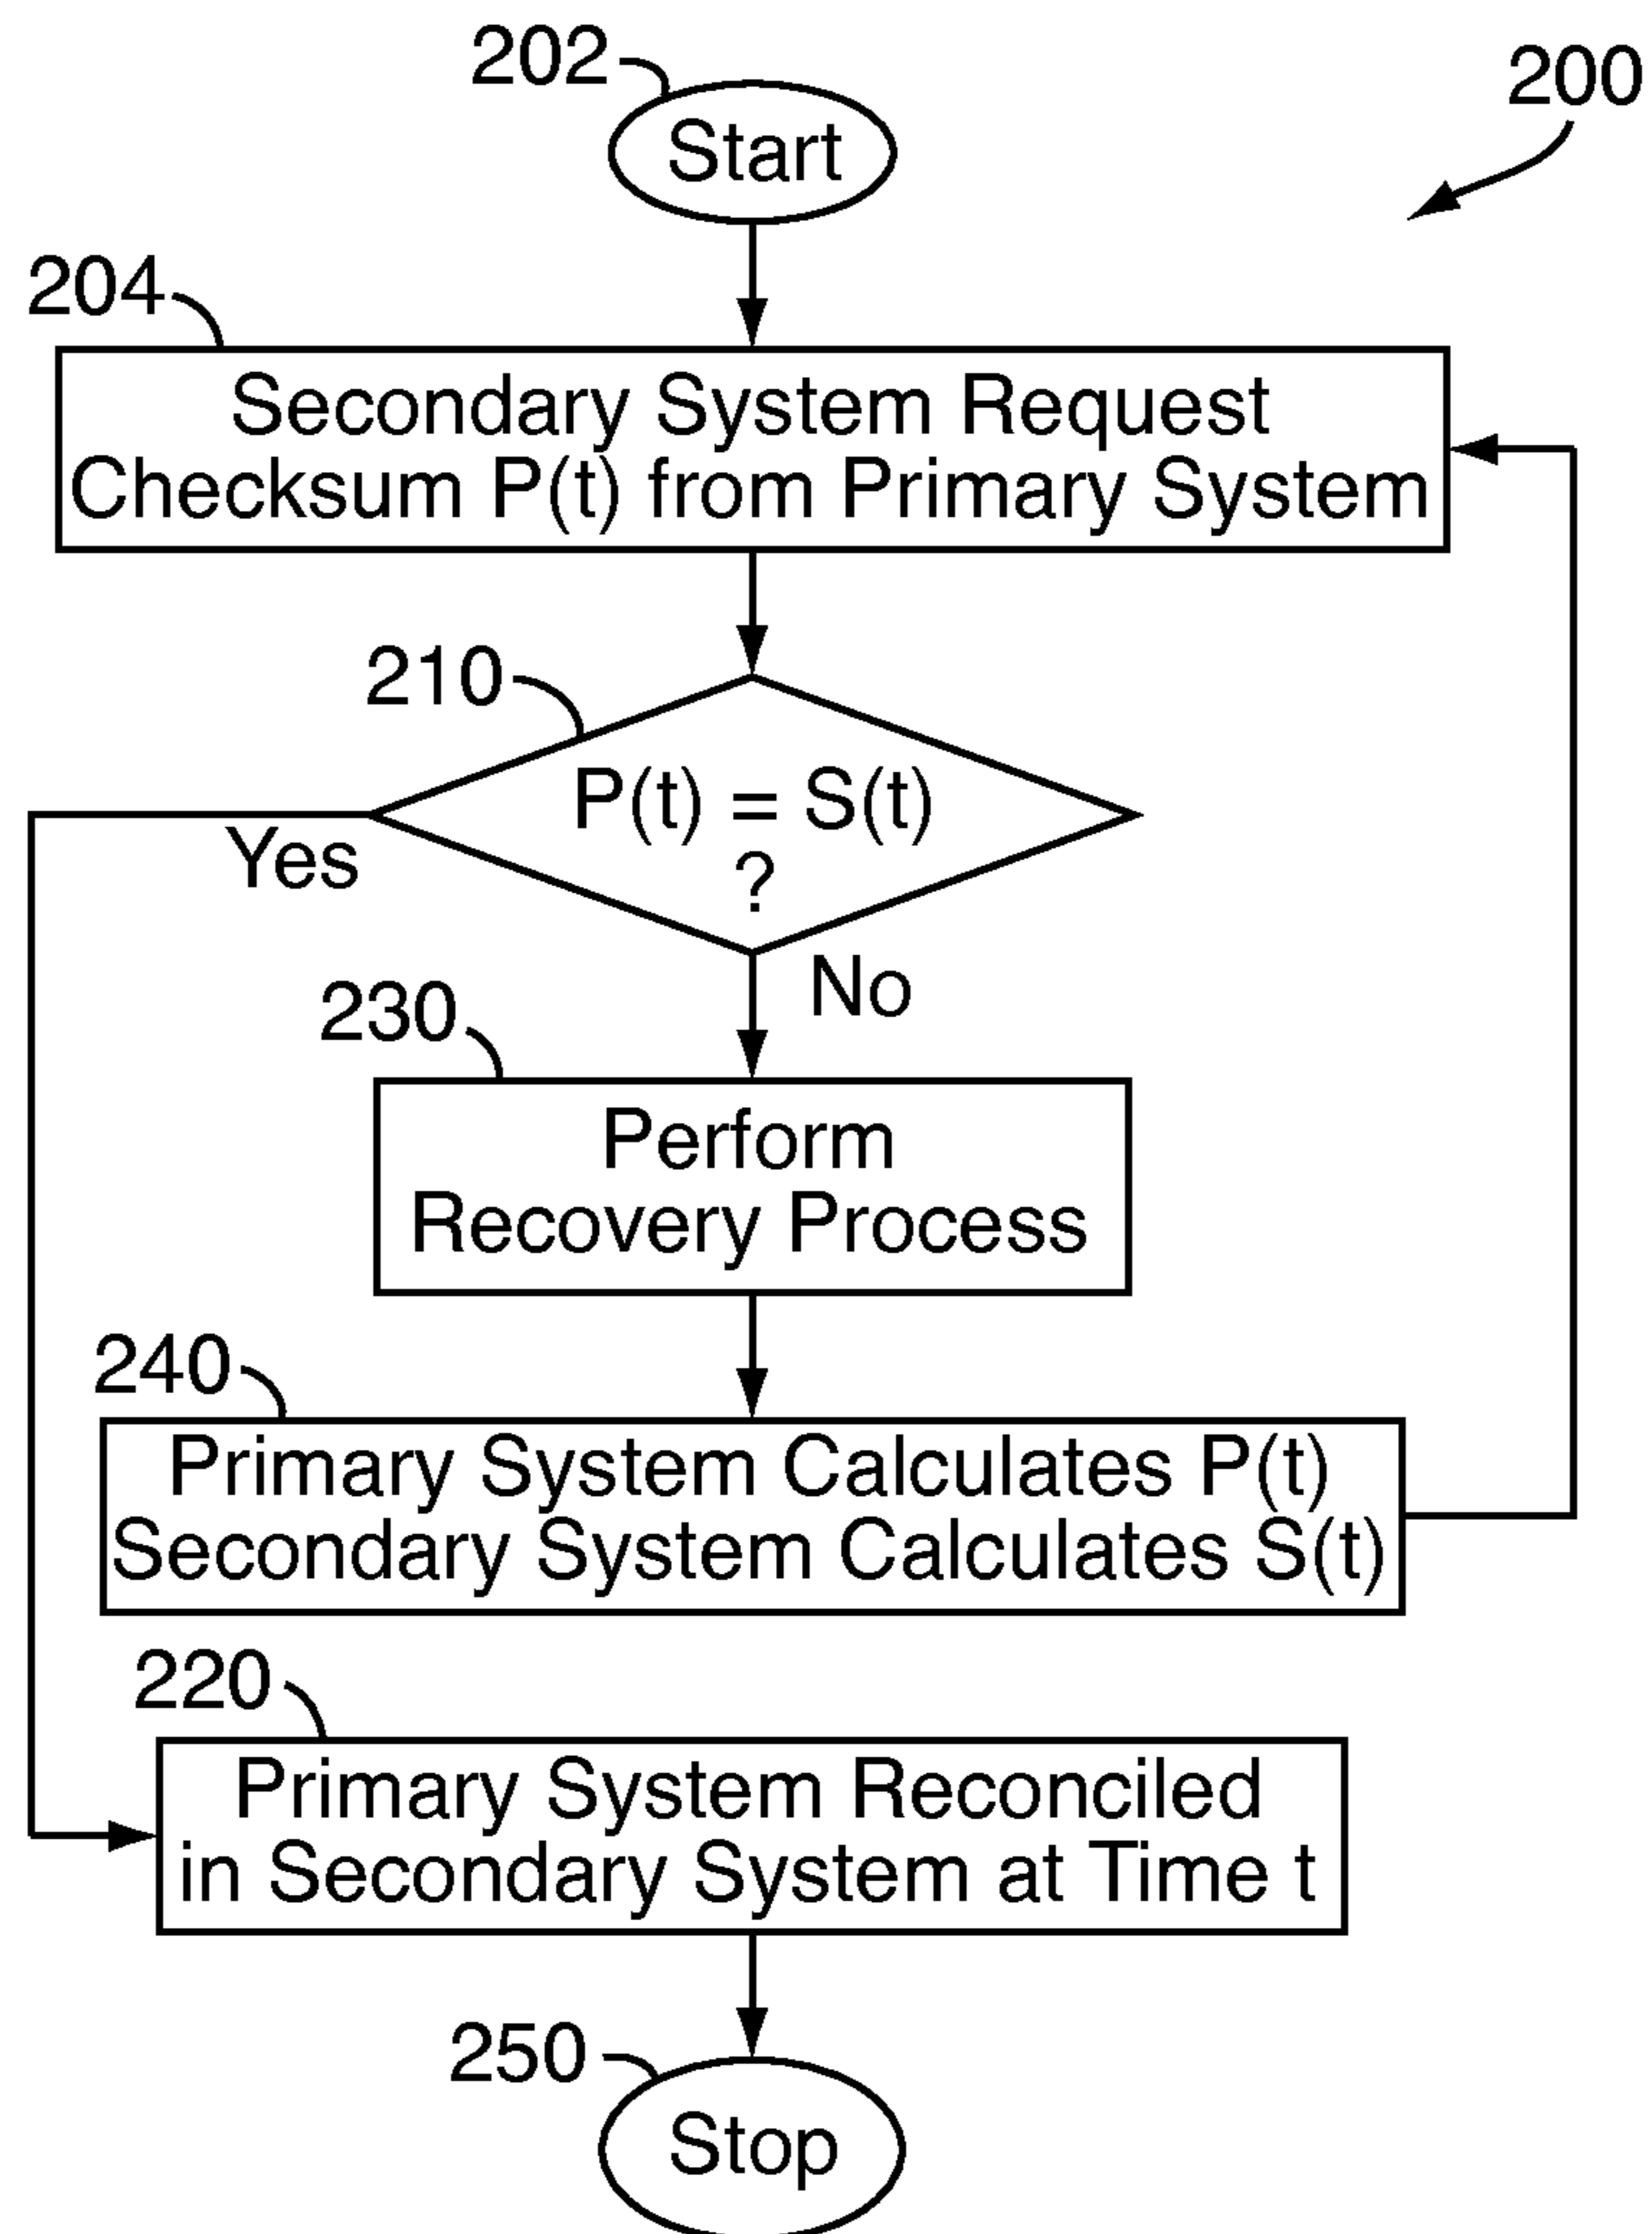 202
200
Start
204
Secondary System Request
Checksum P(t) from Primary System
210
P(t) = S(t)
?
Yes
No
230
Perform
Recovery Process
240
Primary System Calculates P(t)
Secondary System Calculates S(t)
220
Primary System Reconciled
in Secondary System at Time t
250
Stop